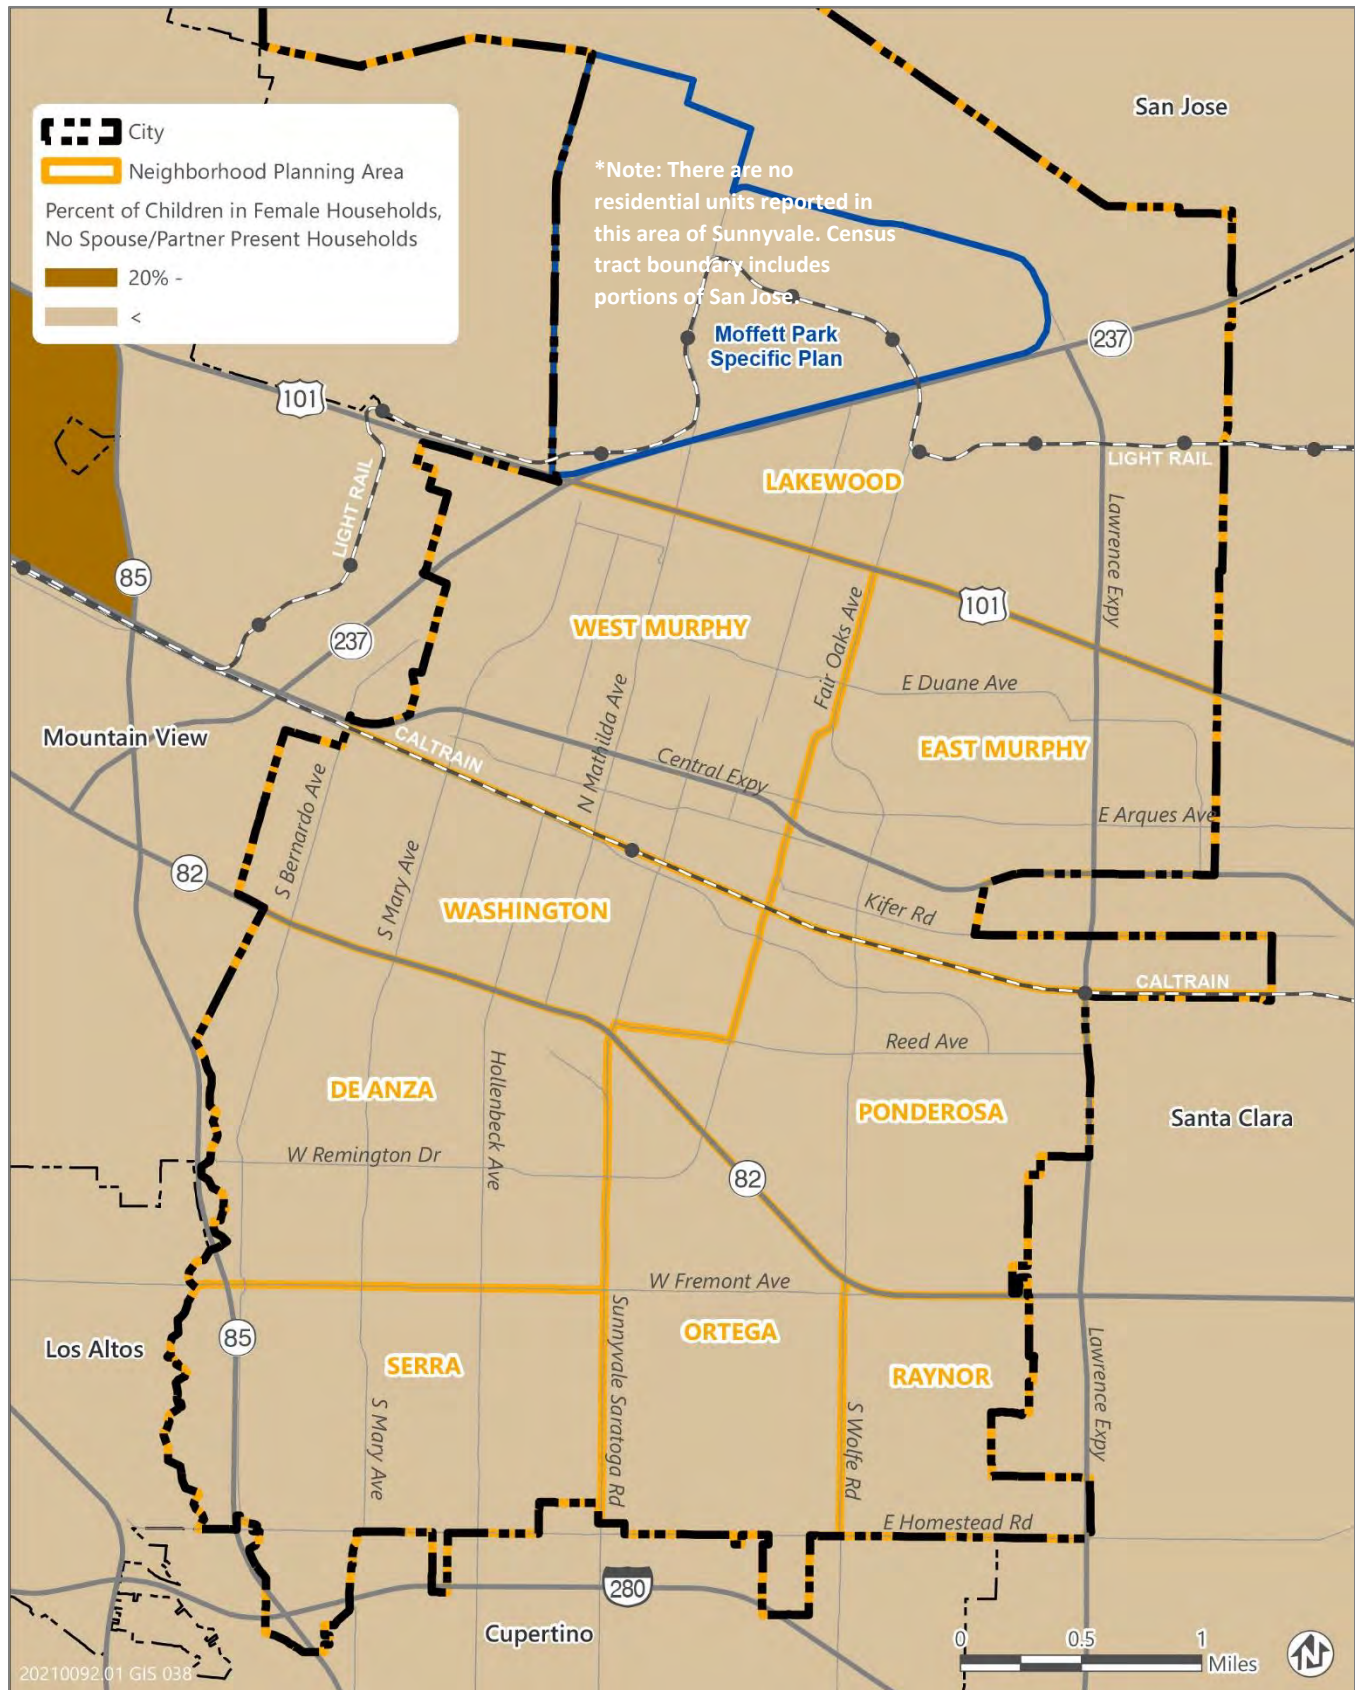 San Jose
City
Neighborhood Planning Area
Percent of Children in Female Households,
No Spouse/Partner Present Households
20% -
<
*Note: There are no
residential units reported in
this area of Sunnyvale. Census
tract boundary includes
portions of San Jose.
Moffett Park
Specific Plan
237
101
LIGHT RAIL
LAKEWOOD
LIGHT RAIL
Lawrence Expy
85
101
237
WEST MURPHY
Fair Oaks Ave
E Duane Ave
Mountain View
CALTRAIN
N Mathilda Ave
Central Expy
EAST MURPHY
E Arques Ave
S Bernardo Ave
82
S Mary Ave
WASHINGTON
Kifer Rd
CALTRAIN
Reed Ave
DE ANZA
Hollenbeck Ave
PONDEROSA
Santa Clara
W Remington Dr
82
W Fremont Ave
Los Altos
85
SERRA
Sunnyvale Saratoga Rd
ORTEGA
RAYNOR
S Mary Ave
S Wolfe Rd
Lawrence Expy
E Homestead Rd
280
Cupertino
0 0.5 1
Miles
N
20210092.01 GIS 038